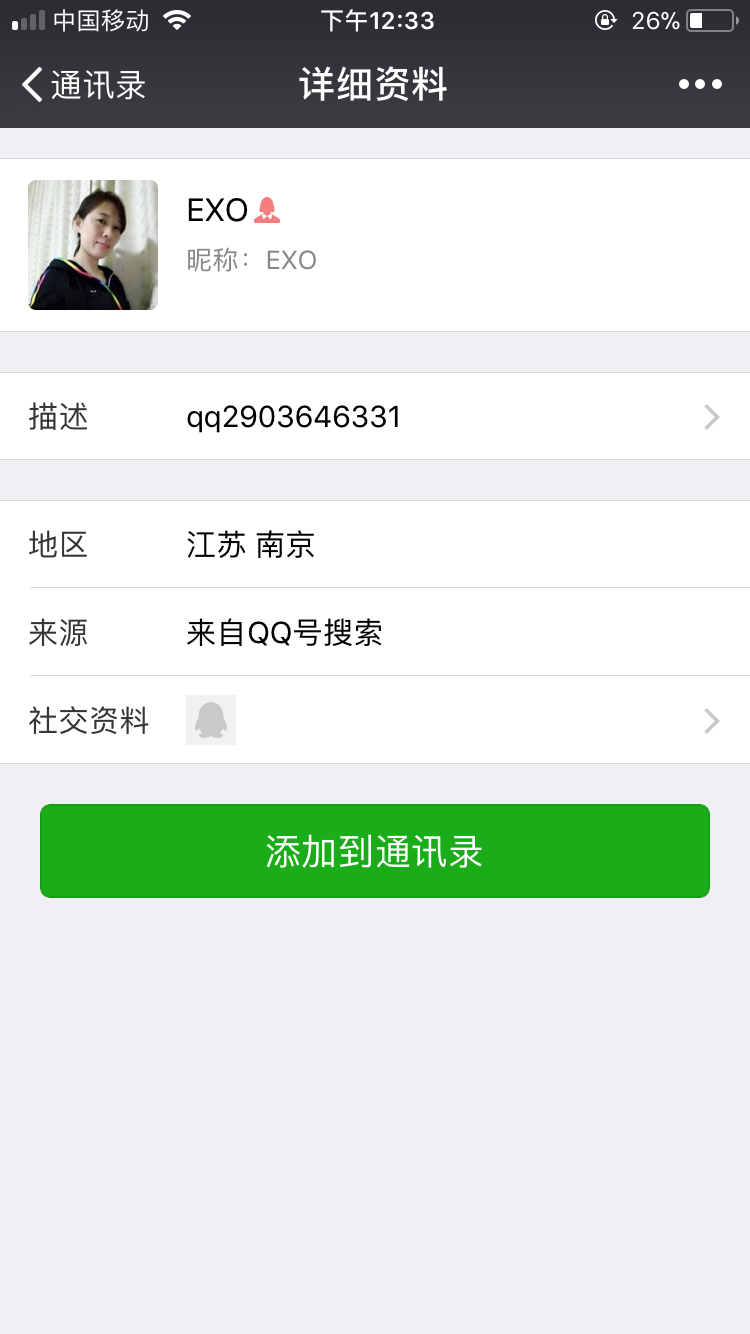 中国移动 下午12:33 26%
通讯录 详细资料
EXO
昵称：EXO
描述 qq2903646331
地区 江苏 南京
来源 来自QQ号搜索
社交资料
添加到通讯录